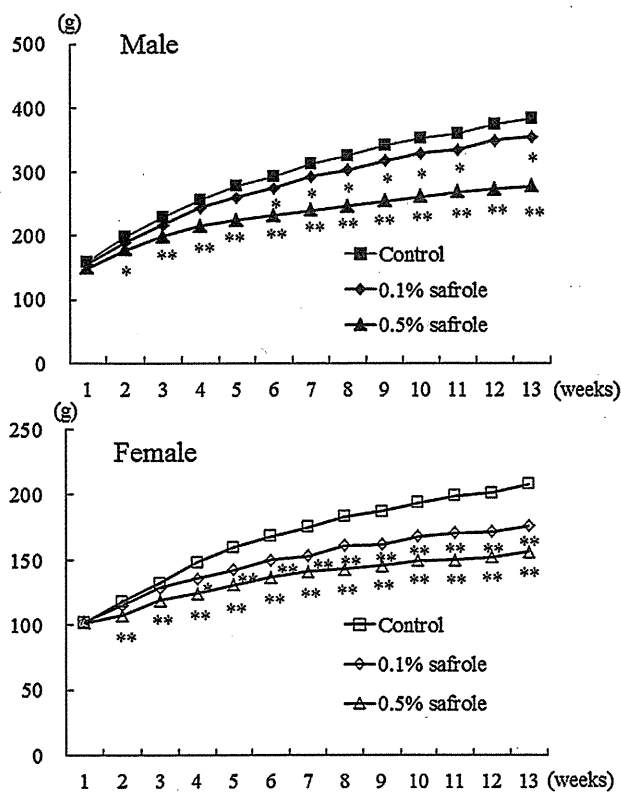 (g)
Male
500
400
300
200
100
0
* * * * * * *
* ** ** ** ** ** ** ** ** ** ** **
Control
0.1% safrole
0.5% safrole
1 2 3 4 5 6 7 8 9 10 11 12 13 (weeks)
(g)
Female
250
200
150
100
50
0
* ** ** ** ** ** ** ** ** **
** ** ** ** ** ** ** ** ** ** ** **
Control
0.1% safrole
0.5% safrole
1 2 3 4 5 6 7 8 9 10 11 12 13 (weeks)